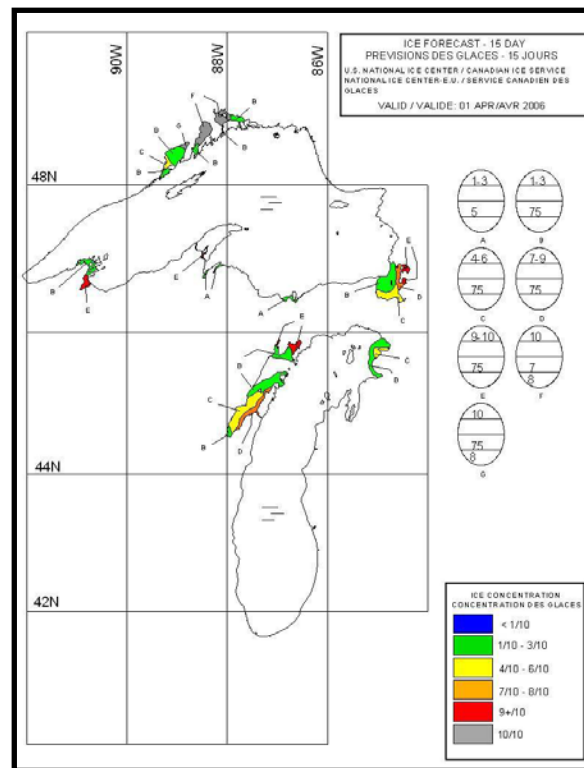 90W
88W
86W
ICE FORECAST - 15 DAY
PREVISIONS DES GLACES - 15 JOURS
U.S. NATIONAL ICE CENTER / CANADIAN ICE SERVICE
NATIONAL ICE CENTER-E.U. / SERVICE CANADIEN DES
GLACES
VALID / VALIDE: 01 APR/AVR 2006
F
B
G
D
B
C
B
B
48N
1-3
5
A
1-3
75
B
E
E
B
E
A
A
B
D
C
4-6
75
C
7-9
75
D
E
C
D
C
B
D
9-10
75
E
10
7
8
F
44N
10
75
8
G
42N
ICE CONCENTRATION
CONCENTRATION DES GLACES
< 1/10
1/10 - 3/10
4/10 - 6/10
7/10 - 8/10
9+/10
10/10